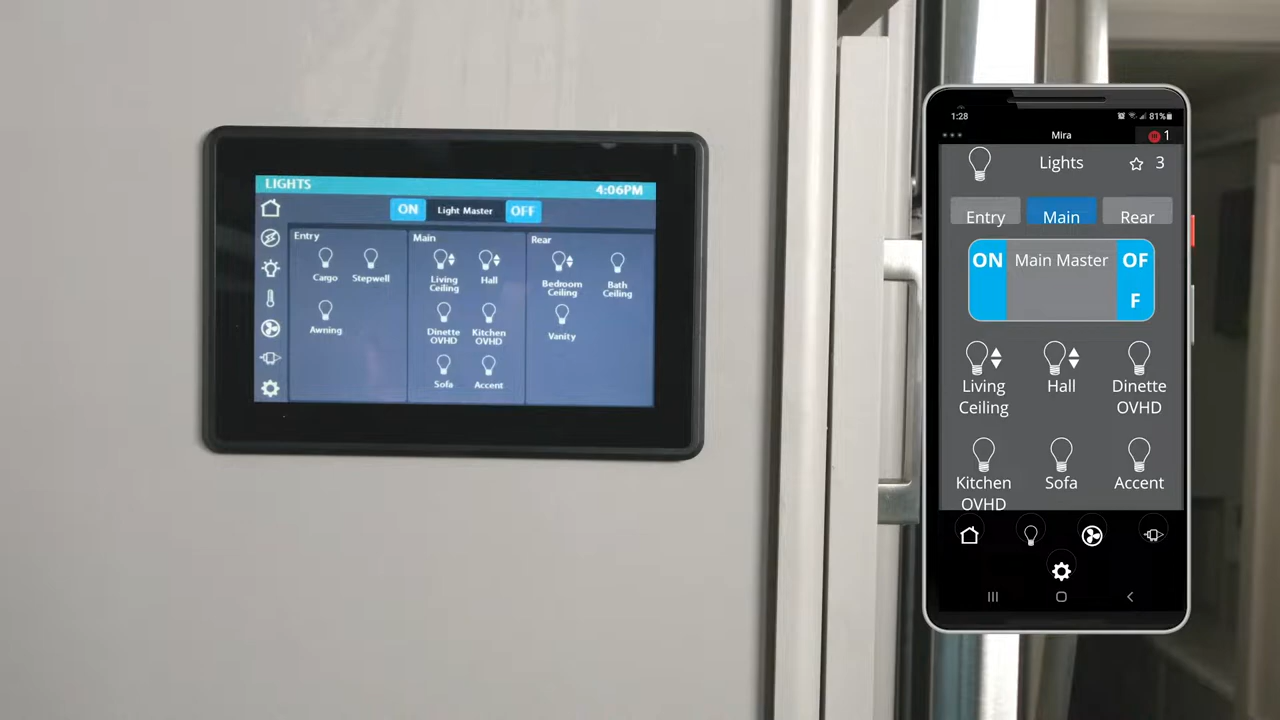 LIGHTS
4:06PM
ON Light Master OFF
Entry
Cargo Stepwell
Awning
Main
Living
Ceiling
Hall
Dinette
OVHD
Kitchen
OVHD
Sofa Accent
Rear
Bedroom
Ceiling
Bath
Ceiling
Vanity
1:28
81%
Mira
1
Lights
3
Entry Main Rear
ON Main Master OF
F
Living
Ceiling
Hall
Dinette
OVHD
Kitchen
OVHD
Sofa
Accent